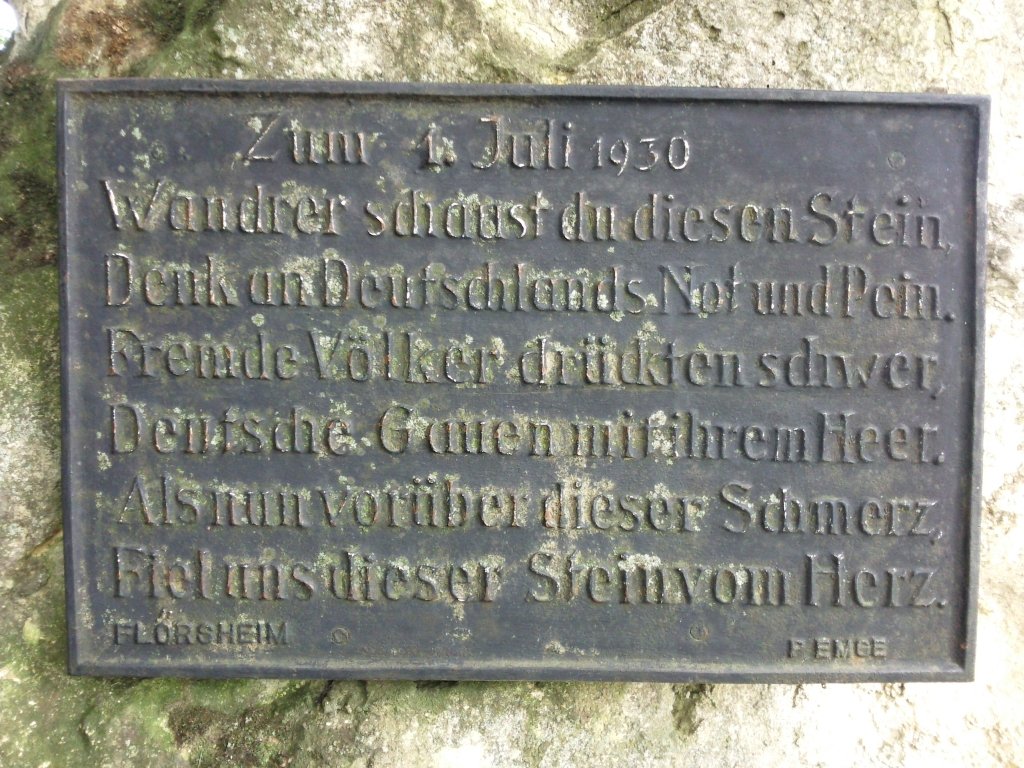 Zum 1. Juli 1930
Wandrer schaust du diesen Stein,
Denk an Deutschlands Not und Pein.
Fremde Völker drückten schwer,
Deutsche Gauen mit ihrem Heer.
Als nun vorüber dieser Schmerz,
Fiel uns dieser Stein vom Herz.
FLÖRSHEIM
P. EMGE